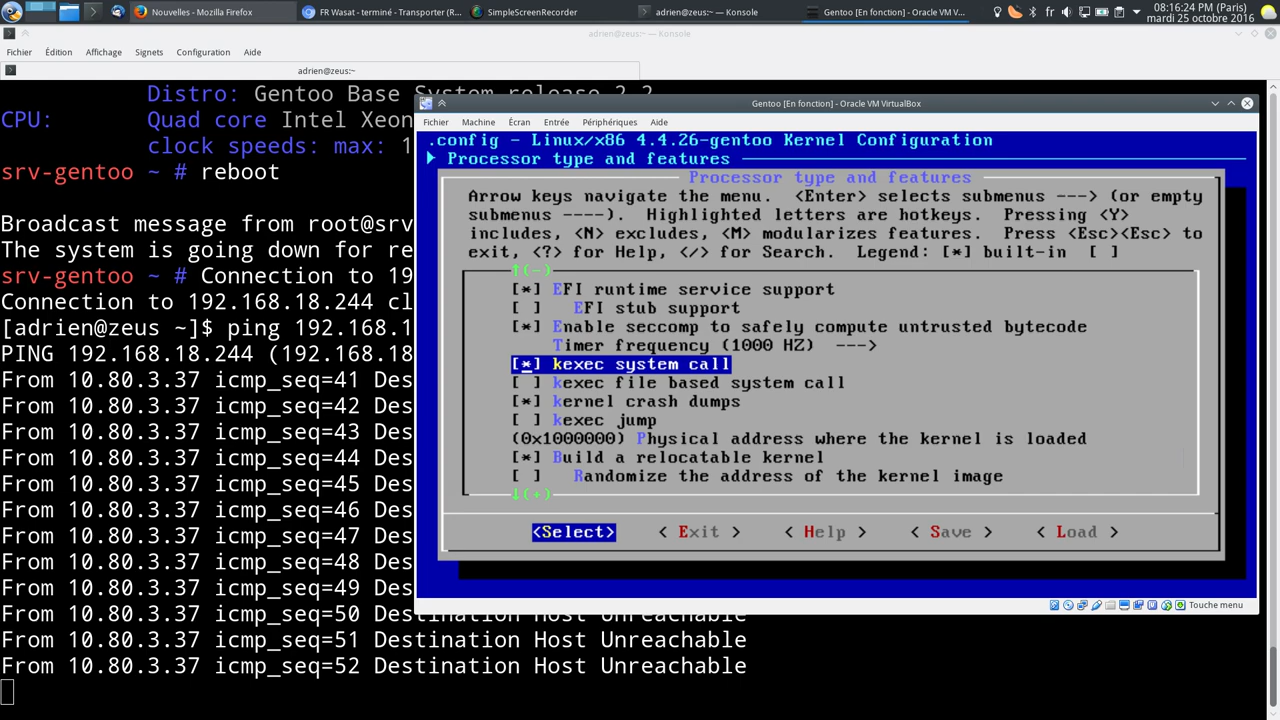 Nouvelles - Mozilla Firefox
FR Wasat - terminé - Transporter (R...
SimpleScreenRecorder
adrien@zeus:~ — Konsole
Gentoo [En fonction] - Oracle VM V...
fr
08:16:24 PM (Paris)
mardi 25 octobre 2016
adrien@zeus:~ — Konsole
Fichier Édition Affichage Signets Configuration Aide
adrien@zeus:~
Distro: Gentoo Base System release 2.2
CPU: Quad core Intel Xeon
clock speeds: max: 1
srv-gentoo ~ # reboot
Broadcast message from root@srv
The system is going down for re
srv-gentoo ~ # Connection to 19
Connection to 192.168.18.244 cl
[adrien@zeus ~]$ ping 192.168.1
PING 192.168.18.244 (192.168.18
From 10.80.3.37 icmp_seq=41 Des
From 10.80.3.37 icmp_seq=42 Des
From 10.80.3.37 icmp_seq=43 Des
From 10.80.3.37 icmp_seq=44 Des
From 10.80.3.37 icmp_seq=45 Des
From 10.80.3.37 icmp_seq=46 Des
From 10.80.3.37 icmp_seq=47 Des
From 10.80.3.37 icmp_seq=48 Des
From 10.80.3.37 icmp_seq=49 Des
From 10.80.3.37 icmp_seq=50 Destination Host Unreachable
From 10.80.3.37 icmp_seq=51 Destination Host Unreachable
From 10.80.3.37 icmp_seq=52 Destination Host Unreachable
Gentoo [En fonction] - Oracle VM VirtualBox
Fichier Machine Écran Entrée Périphériques Aide
.config - Linux/x86 4.4.26-gentoo Kernel Configuration
Processor type and features
Processor type and features
Arrow keys navigate the menu. <Enter> selects submenus ---> (or empty
submenus ----). Highlighted letters are hotkeys. Pressing <Y>
includes, <N> excludes, <M> modularizes features. Press <Esc><Esc> to
exit, <?> for Help, </> for Search. Legend: [*] built-in [ ]
↑(-)
[*] EFI runtime service support
[ ] EFI stub support
[*] Enable seccomp to safely compute untrusted bytecode
Timer frequency (1000 HZ) --->
[*] kexec system call
[ ] kexec file based system call
[*] kernel crash dumps
[ ] kexec jump
(0x1000000) Physical address where the kernel is loaded
[*] Build a relocatable kernel
[ ] Randomize the address of the kernel image
↓(+)
<Select> < Exit > < Help > < Save > < Load >
Touche menu